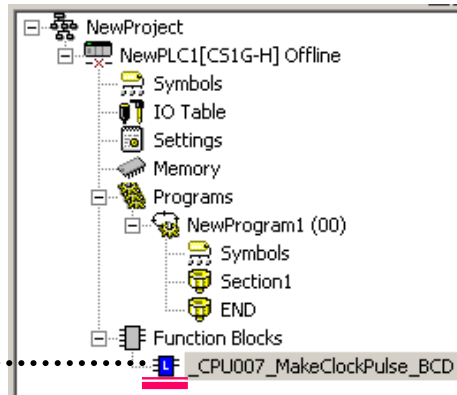 NewProject
NewPLC1[CS1G-H] Offline
Symbols
IO Table
Settings
Memory
Programs
NewProgram1 (00)
Symbols
Section1
END
Function Blocks
L _CPU007_MakeClockPulse_BCD